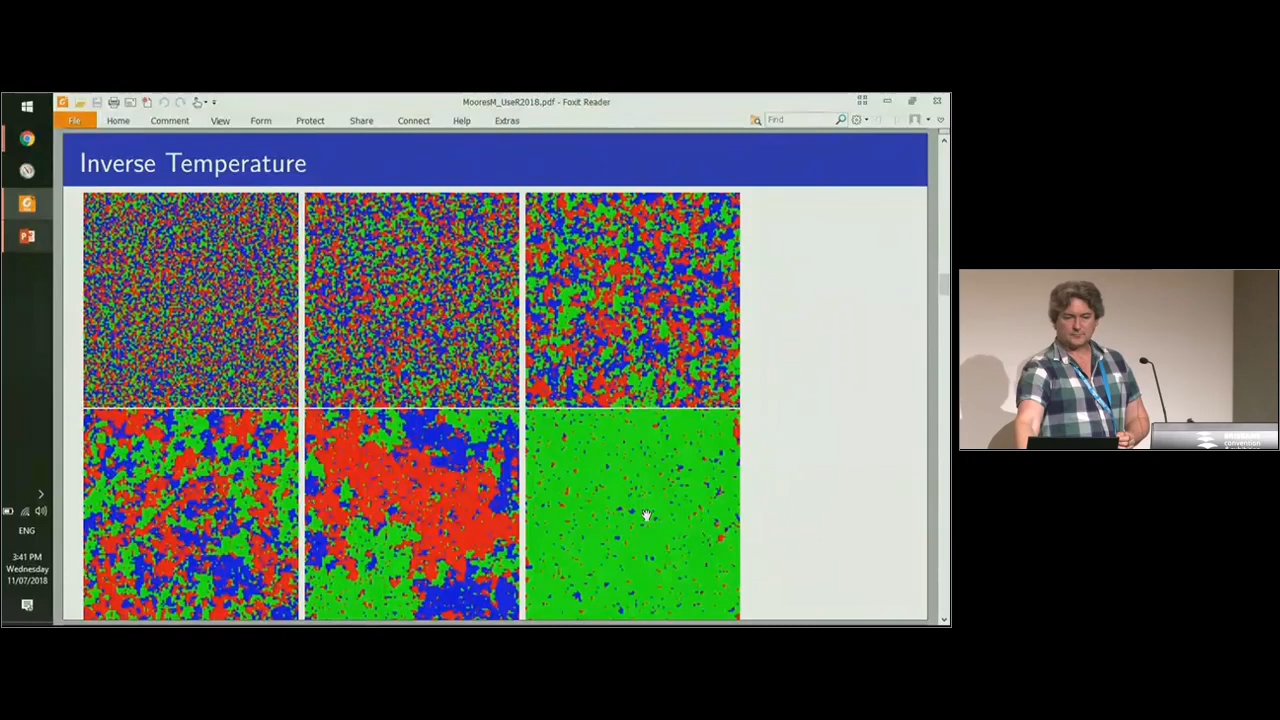 MooresM_UseR2018.pdf - Foxit Reader
File Home Comment View Form Protect Share Connect Help Extras
Find
Inverse Temperature
ENG
3:41 PM
Wednesday
11/07/2018
convention